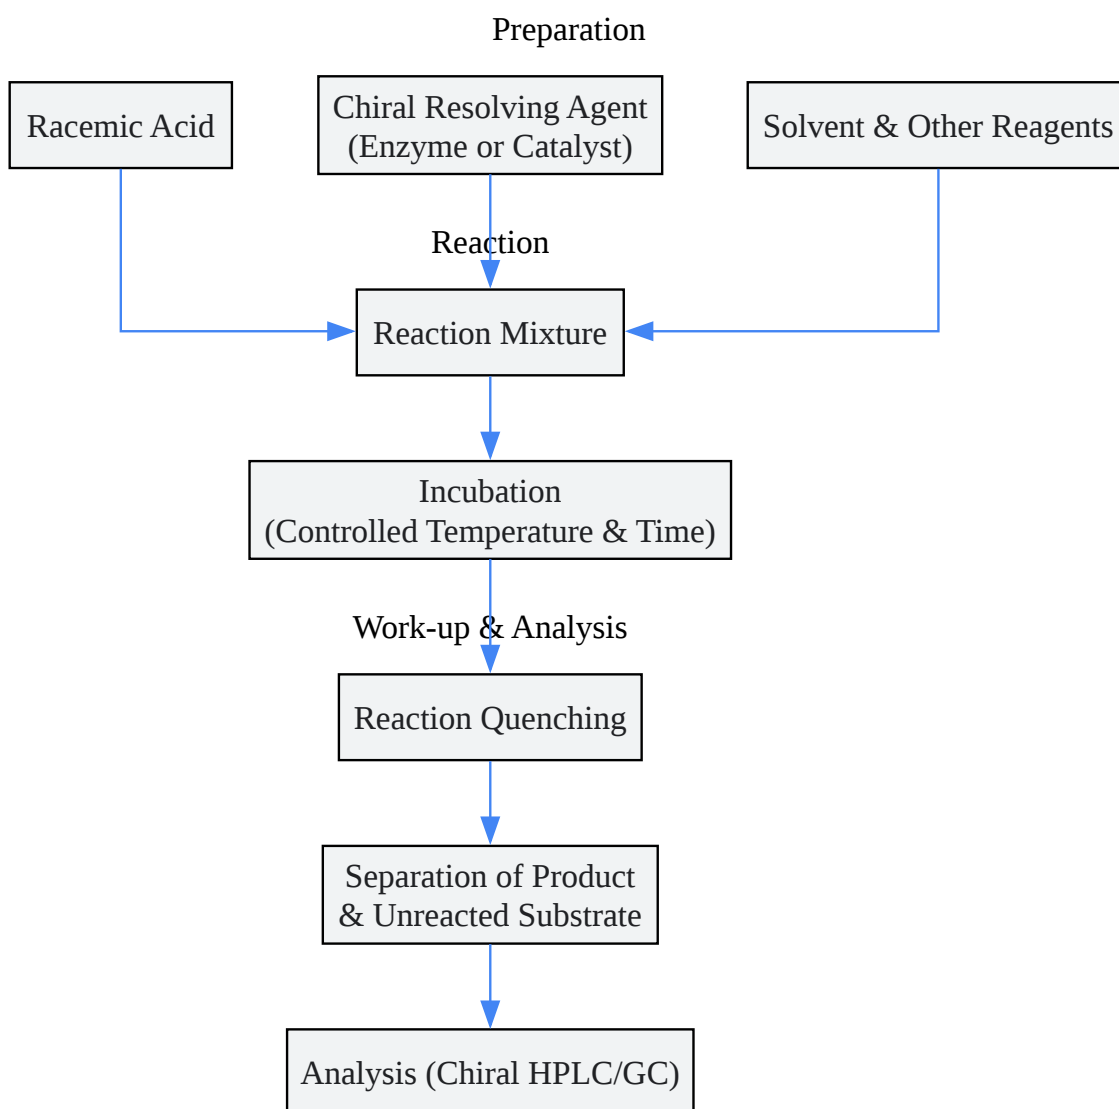 Preparation
Racemic Acid
Chiral Resolving Agent
(Enzyme or Catalyst)
Solvent & Other Reagents
Reaction
Reaction Mixture
Incubation
(Controlled Temperature & Time)
Work-up & Analysis
Reaction Quenching
Separation of Product
& Unreacted Substrate
Analysis (Chiral HPLC/GC)